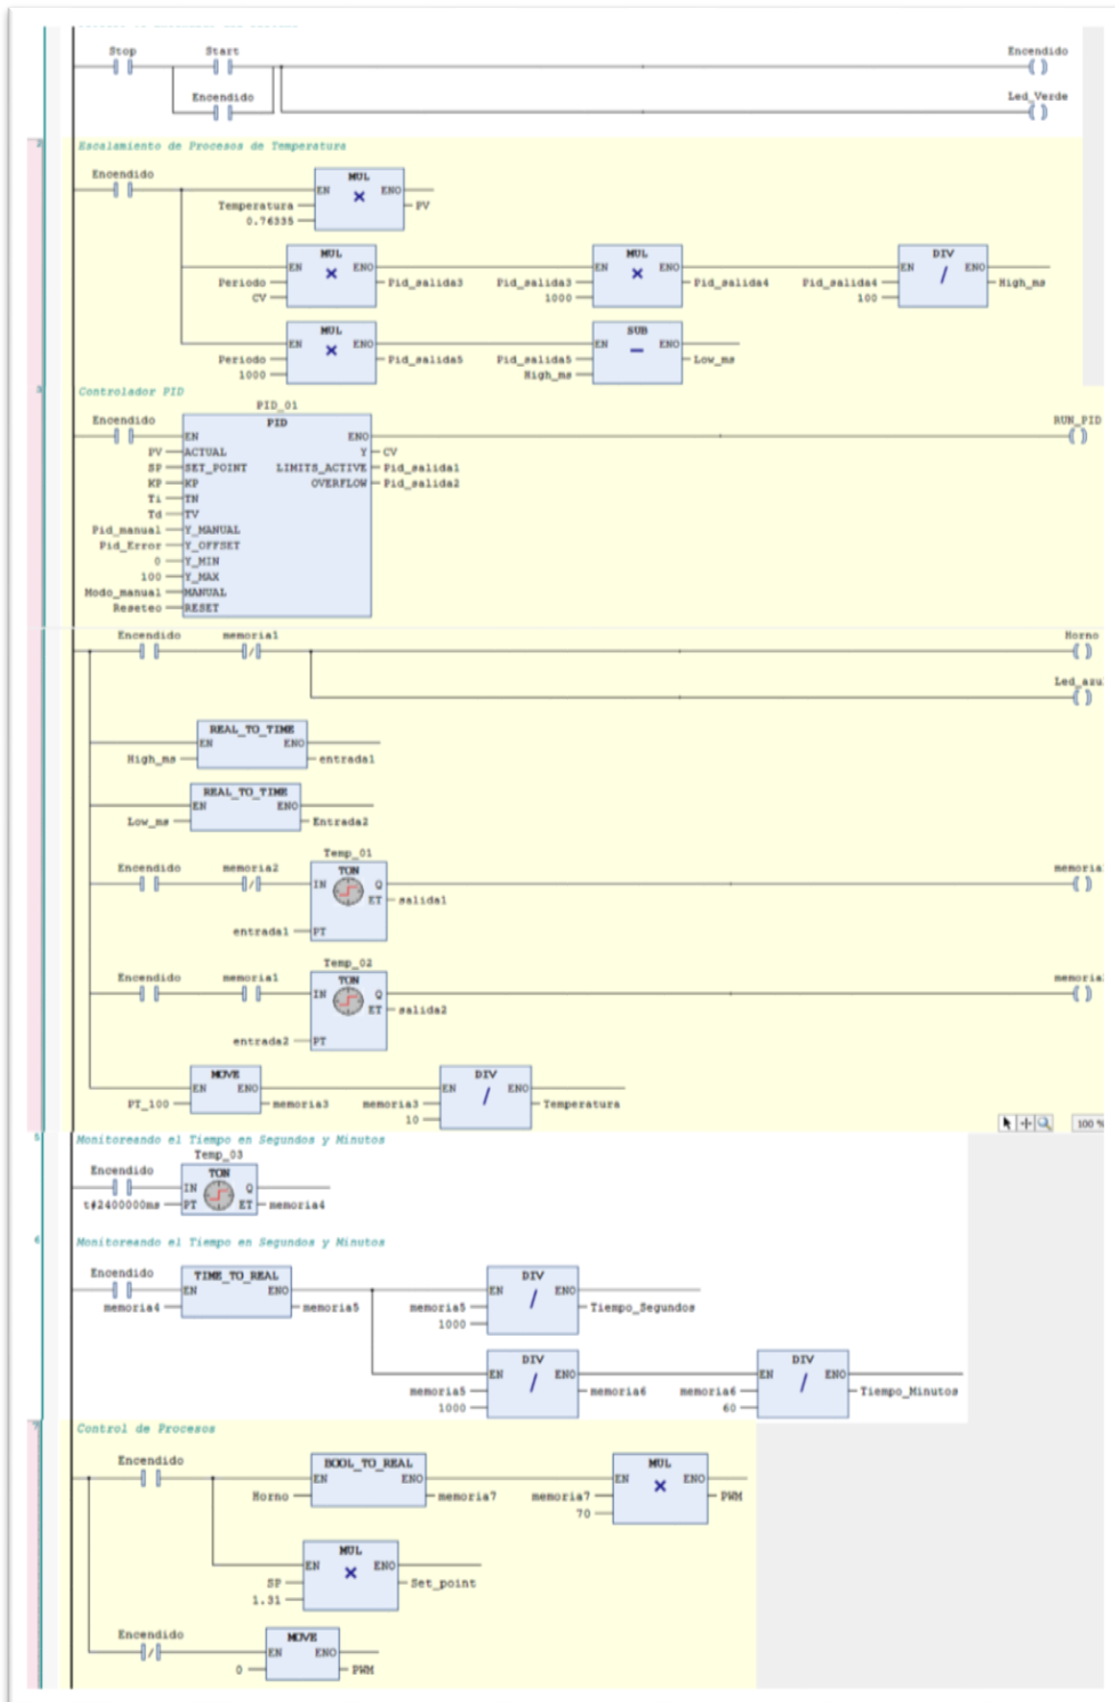 Stop Start Encendido
Encendido Led_Verde
2
Escalamiento de Procesos de Temperatura
Encendido MUL
EN ENO
Temperatura PV
0.76335
MUL MUL DIV
EN ENO EN ENO EN ENO
Periodo Pid_salida3 Pid_salida3 Pid_salida4 Pid_salida4 High_ms
CV 1000 100
MUL SUB
EN ENO EN ENO
Periodo Pid_salida5 Pid_salida5 Low_ms
1000 High_ms
3
Controlador PID
PID_01
Encendido PID RUN_PID
EN ENO
PV ACTUAL Y CV
SP SET_POINT LIMITS_ACTIVE Pid_salida1
KP KP OVERFLOW Pid_salida2
Ti TN
Td TV
Pid_manual Y_MANUAL
Pid_Error Y_OFFSET
0 Y_MIN
100 Y_MAX
Modo_manual MANUAL
Reseteo RESET
Encendido memoria1 Horno
Led_azu
REAL_TO_TIME
EN ENO
High_ms entrada1
REAL_TO_TIME
EN ENO
Low_ms Entrada2
Temp_01
Encendido memoria2 TON memoria
IN Q
ET salida1
entrada1 PT
Temp_02
Encendido memoria1 TON memoria
IN Q
ET salida2
entrada2 PT
MOVE DIV
EN ENO EN ENO
PT_100 memoria3 memoria3 Temperatura
10
100 %
5
Monitoreando el Tiempo en Segundos y Minutos
Temp_03
Encendido TON
IN Q
t#2400000ms PT ET memoria4
6
Monitoreando el Tiempo en Segundos y Minutos
Encendido TIME_TO_REAL DIV
EN ENO EN ENO
memoria4 memoria5 memoria5 Tiempo_Segundos
1000
DIV DIV
EN ENO EN ENO
memoria5 memoria6 memoria6 Tiempo_Minutos
1000 60
7
Control de Procesos
Encendido BOOL_TO_REAL MUL
EN ENO EN ENO
Horno memoria7 memoria7 PWM
70
MUL
EN ENO
SP Set_point
1.31
Encendido MOVE
EN ENO
0 PWM